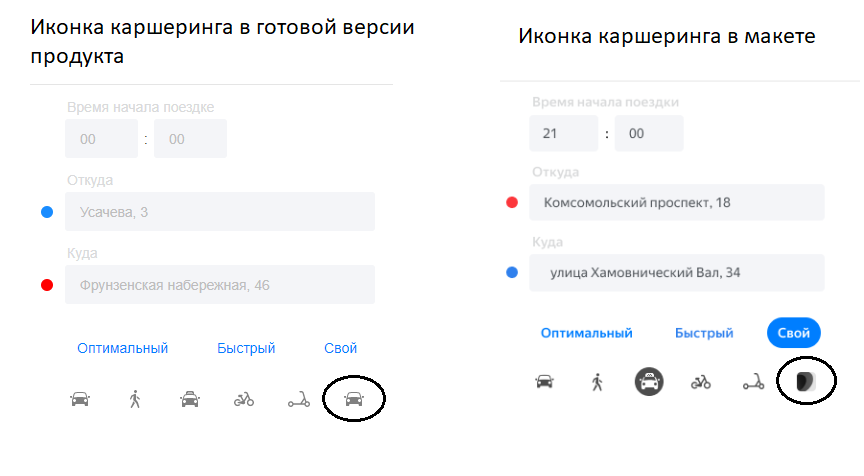 Иконка каршеринга в готовой версии
продукта
Время начала поездке
00 : 00
Откуда
Усачева, 3
Куда
Фрунзенская набережная, 46
Оптимальный Быстрый Свой
Иконка каршеринга в макете
Время начала поездки
21 : 00
Откуда
Комсомольский проспект, 18
Куда
улица Хамовнический Вал, 34
Оптимальный Быстрый Свой